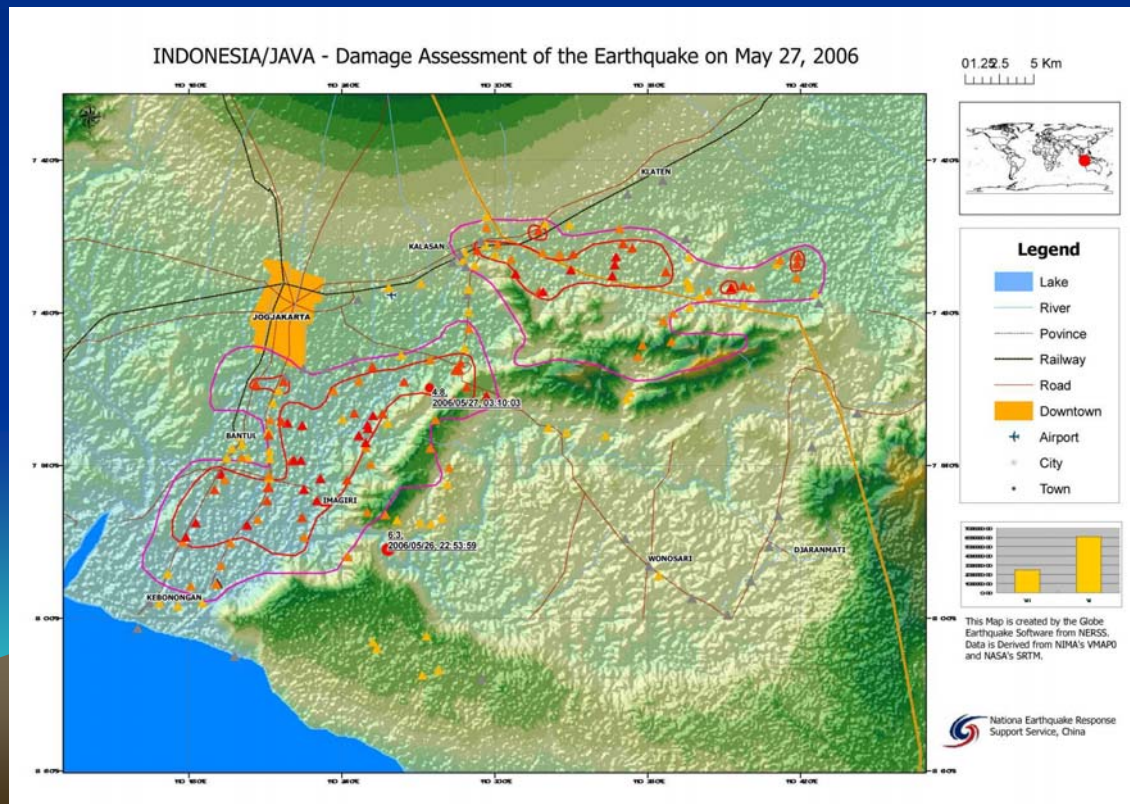 INDONESIA/JAVA - Damage Assessment of the Earthquake on May 27, 2006
01.252.5 5 Km
KLATEN
KALASAN
JOGJAKARTA
4.8,
2006/05/27, 03:10:03
BANTUL
IMAGIRI
6.3,
2006/05/26, 22:53:59
WONOSARI
DJARANMATI
KEBONONGAN
Legend
Lake
River
Povince
Railway
Road
Downtown
Airport
City
Town
This Map is created by the Globe
Earthquake Software from NERSS.
Data is Derived from NIMA's VMAP0
and NASA's SRTM.
Nationa Earthquake Response
Support Service, China